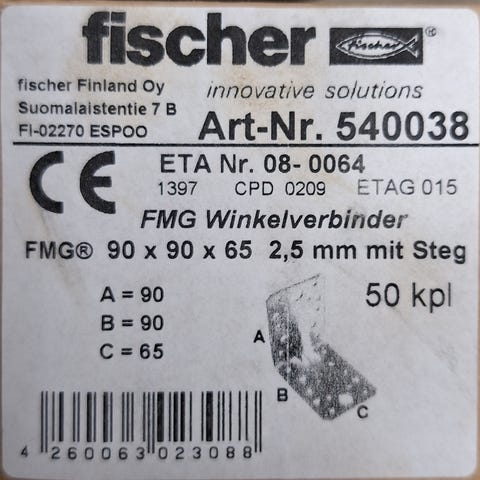 fischer fischer®
innovative solutions
fischer Finland Oy
Suomalaistentie 7 B
FI-02270 ESPOO
Art-Nr. 540038
CE ETA Nr. 08- 0064
1397 CPD 0209 ETAG 015
FMG Winkelverbinder
FMG® 90 x 90 x 65 2,5 mm mit Steg
A = 90
B = 90
C = 65
50 kpl
A
B
C
4 260063 023088